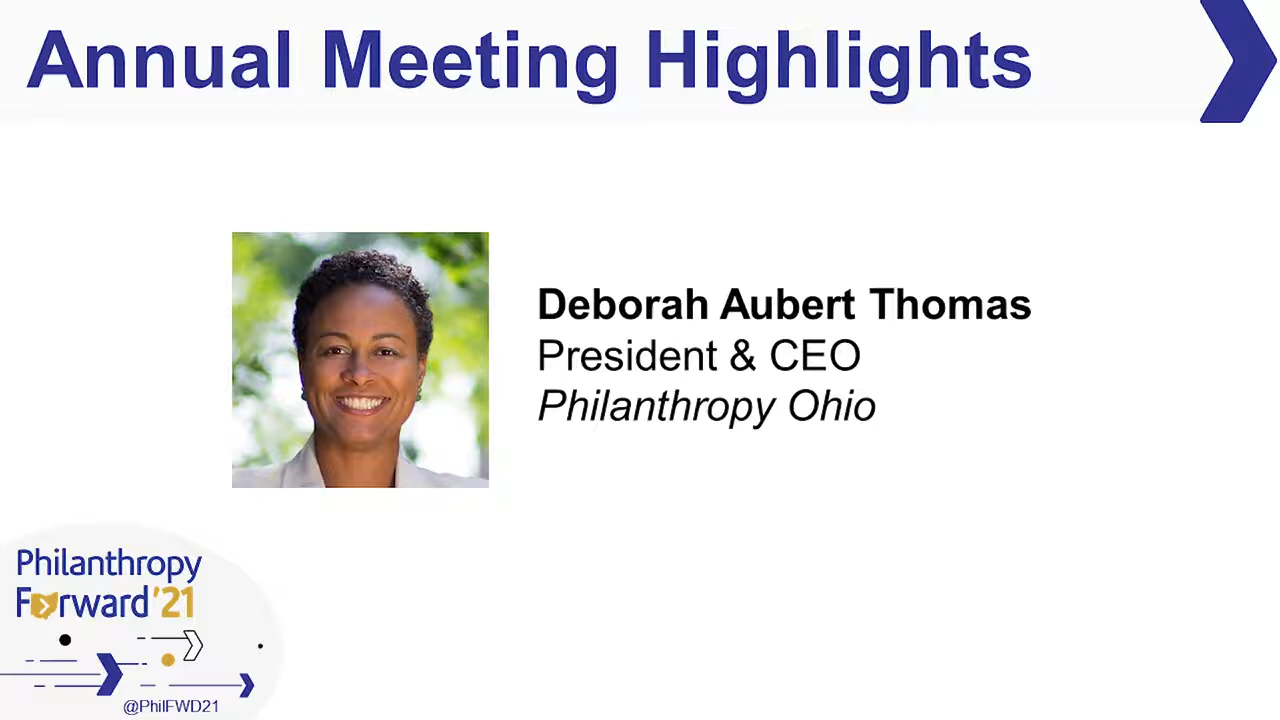 Annual Meeting Highlights
Deborah Aubert Thomas
President & CEO
Philanthropy Ohio
Philanthropy
Forward '21
@PhilFWD21